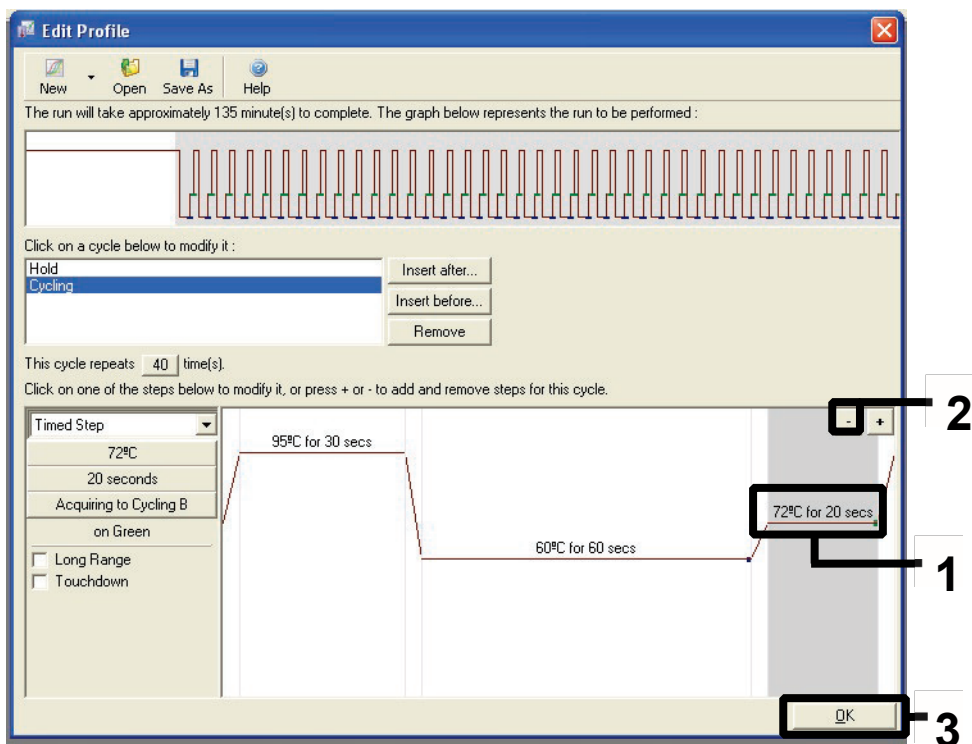 Edit Profile
New Open Save As Help
The run will take approximately 135 minute(s) to complete. The graph below represents the run to be performed :
Click on a cycle below to modify it :
Hold
Cycling
Insert after...
Insert before...
Remove
This cycle repeats 40 time(s).
Click on one of the steps below to modify it, or press + or - to add and remove steps for this cycle.
2
Timed Step
- +
72ºC
95ºC for 30 secs
20 seconds
Acquiring to Cycling B
72ºC for 20 secs
on Green
60ºC for 60 secs
Long Range
1
Touchdown
OK
3